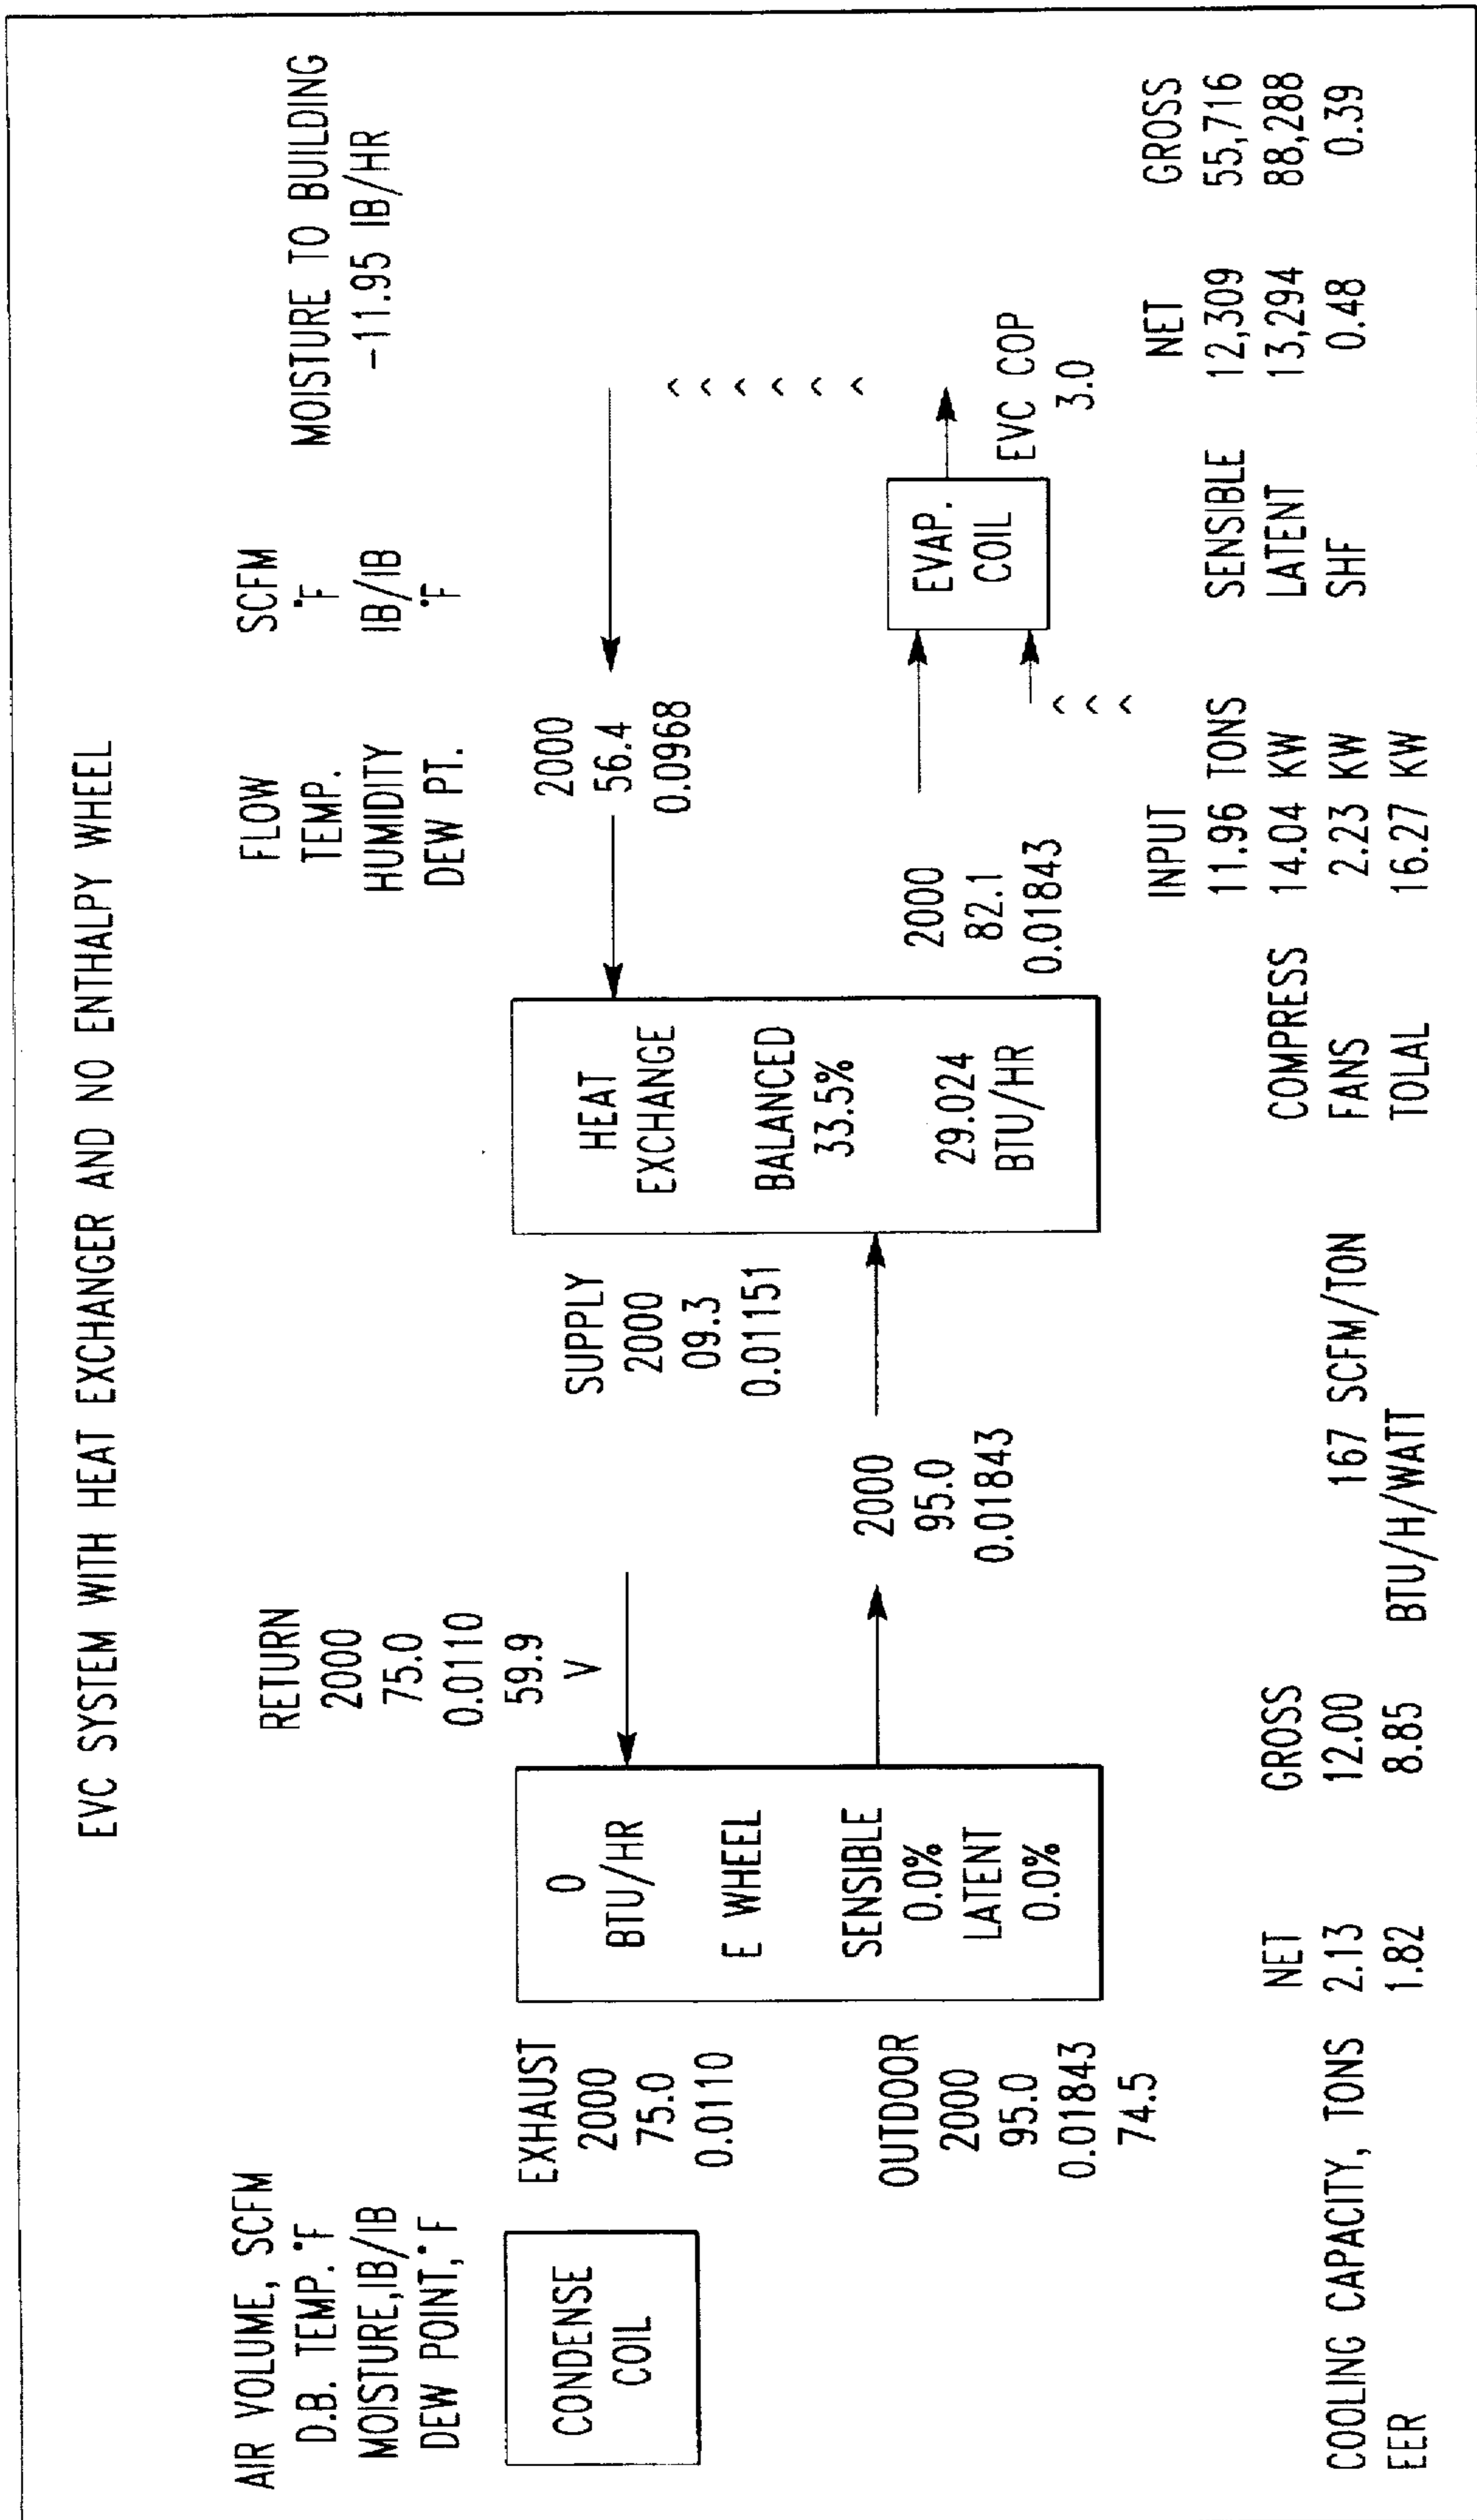 EVC SYSTEM WITH HEAT EXCHANGER AND NO ENTHALPY WHEEL
AIR VOLUME, SCFM
D.B. TEMP. °F
MOISTURE,IB/IB
DEW POINT,°F
RETURN
2000
75.0
0.0110
59.9
V
FLOW SCFM
TEMP. °F
HUMIDITY IB/IB
DEW PT. °F
MOISTURE TO BUILDING
-11.95 IB/HR
CONDENSE
COIL
EXHAUST
2000
75.0
0.0110
OUTDOOR
2000
95.0
0.01843
74.5
0
BTU/HR
E WHEEL
SENSIBLE
0.0%
LATENT
0.0%
SUPPLY
2000
09.3
0.01151
2000
95.0
0.01843
HEAT
EXCHANGE
BALANCED
33.5%
29.024
BTU/HR
2000
56.4
0.0968
2000
82.1
0.01843
< < < < < <
EVAP.
COIL
< < <
EVC COP
3.0
NET GROSS
COOLING CAPACITY, TONS 2.13 12.00 167 SCFM/TON
EER 1.82 8.85 BTU/H/WATT
INPUT
11.96 TONS
COMPRESS 14.04 KW
FANS 2.23 KW
TOLAL 16.27 KW
NET GROSS
SENSIBLE 12,309 55,716
LATENT 13,294 88,288
SHF 0.48 0.39